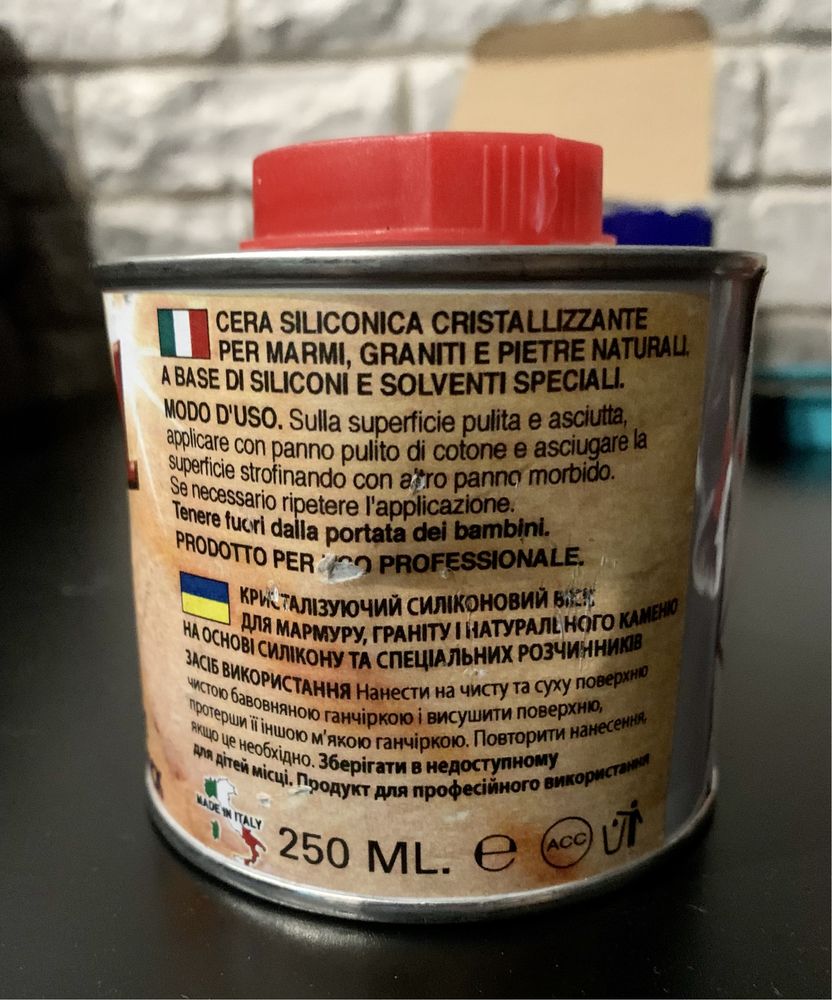 CERA SILICONICA CRISTALLIZZANTE
PER MARMI, GRANITI E PIETRE NATURALI.
A BASE DI SILICONI E SOLVENTI SPECIALI.
MODO D'USO. Sulla superficie pulita e asciutta,
applicare con panno pulito di cotone e asciugare la
superficie strofinando con altro panno morbido.
Se necessario ripetere l'applicazione.
Tenere fuori dalla portata dei bambini.
PRODOTTO PER USO PROFESSIONALE.
КРИСТАЛІЗУЮЧИЙ СИЛІКОНОВИЙ ВІСК
ДЛЯ МАРМУРУ, ГРАНІТУ І НАТУРАЛЬНОГО КАМЕНЮ
НА ОСНОВІ СИЛІКОНУ ТА СПЕЦІАЛЬНИХ РОЗЧИННИКІВ
ЗАСІБ ВИКОРИСТАННЯ Нанести на чисту та суху поверхню
чистою бавовняною ганчіркою і висушити поверхню,
протерши її іншою м'якою ганчіркою. Повторити нанесення,
якщо це необхідно. Зберігати в недоступному
для дітей місці. Продукт для професійного використання
MADE IN ITALY
250 ML. e ACC